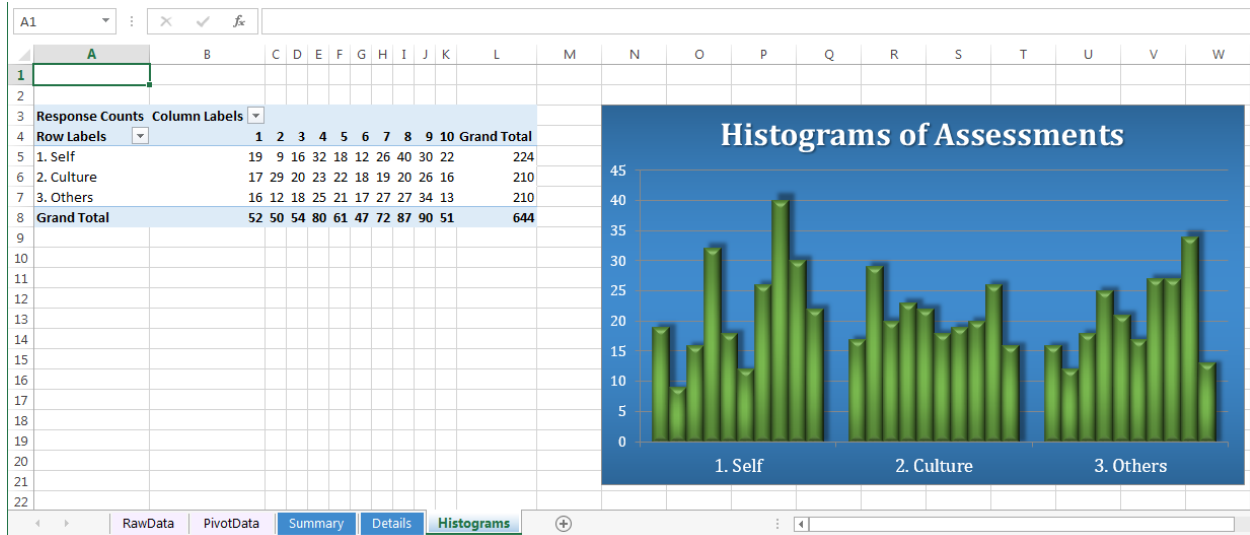 A1 fx
A B C D E F G H I J K L M N O P Q R S T U V W
1
2
3 Response Counts Column Labels
4 Row Labels 1 2 3 4 5 6 7 8 9 10 Grand Total
5 1. Self 19 9 16 32 18 12 26 40 30 22 224
6 2. Culture 17 29 20 23 22 18 19 20 26 16 210
7 3. Others 16 12 18 25 21 17 27 27 34 13 210
8 Grand Total 52 50 54 80 61 47 72 87 90 51 644
9
10
11
12
13
14
15
16
17
18
19
20
21
22
Histograms of Assessments
45
40
35
30
25
20
15
10
5
0
1. Self 2. Culture 3. Others
RawData PivotData Summary Details Histograms